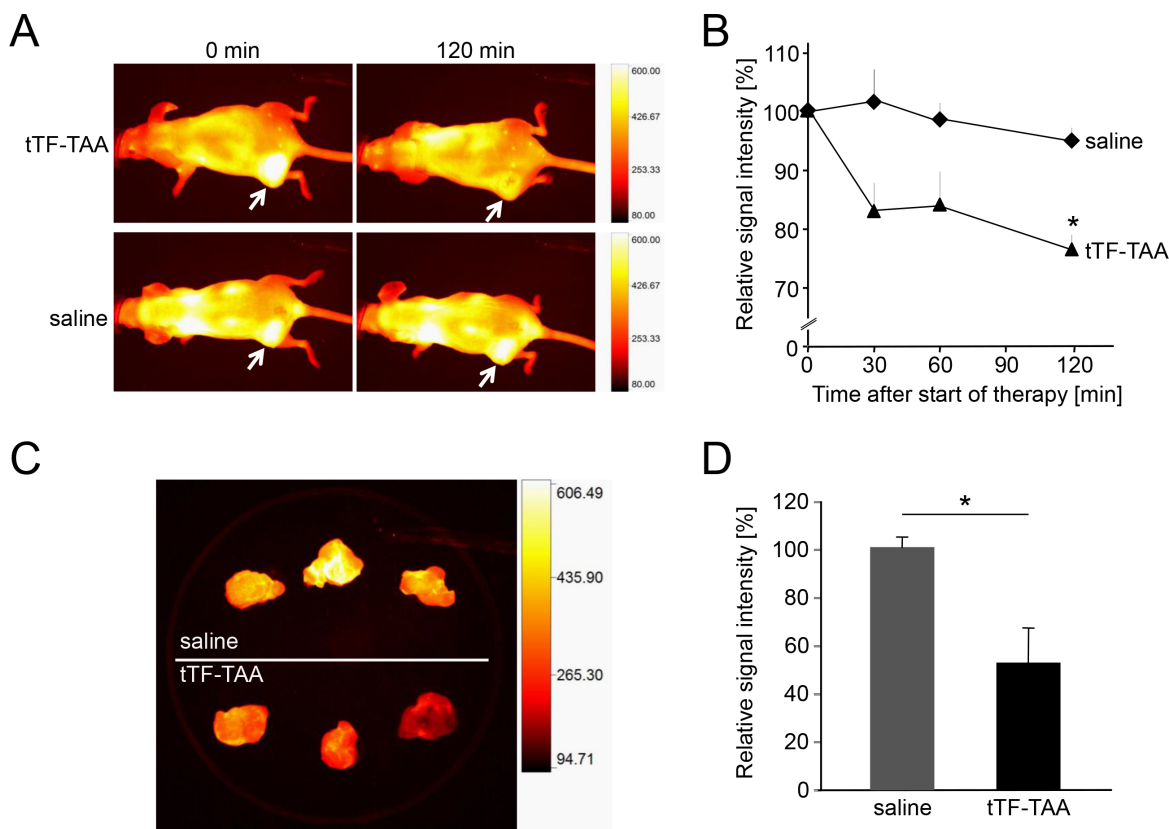 A
0 min
120 min
tTF-TAA
600.00
426.67
253.33
80.00
saline
600.00
426.67
253.33
80.00
B
Relative signal intensity [%]
110
100
90
80
70
0
saline
*
tTF-TAA
0 30 60 90 120
Time after start of therapy [min]
C
saline
tTF-TAA
606.49
435.90
265.30
94.71
D
Relative signal intensity [%]
120
100
80
60
40
20
0
*
saline
tTF-TAA